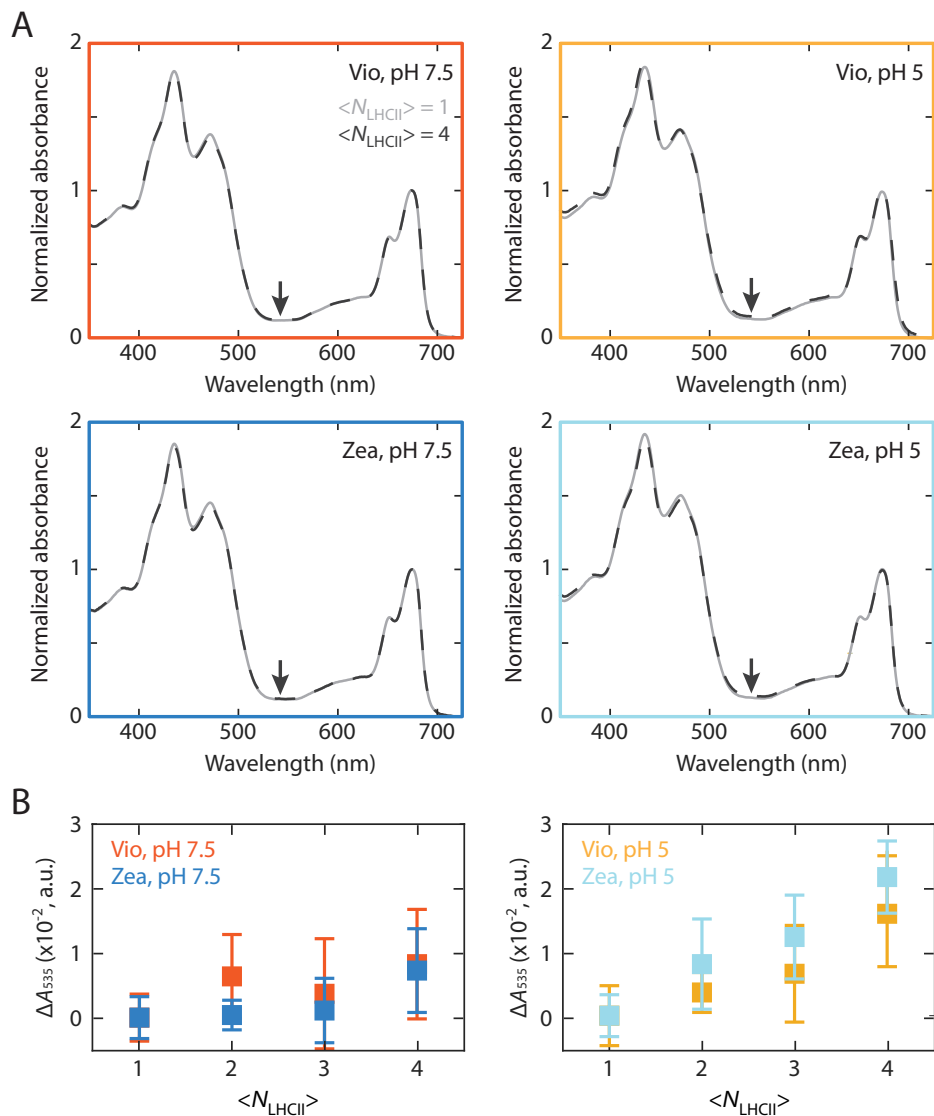 A
2
1
0
Normalized absorbance
Vio, pH 7.5
<N_LHCII> = 1
<N_LHCII> = 4
400 500 600 700
Wavelength (nm)
2
1
0
Normalized absorbance
Vio, pH 5
400 500 600 700
Wavelength (nm)
2
1
0
Normalized absorbance
Zea, pH 7.5
400 500 600 700
Wavelength (nm)
2
1
0
Normalized absorbance
Zea, pH 5
400 500 600 700
Wavelength (nm)
B
3
2
1
0
ΔA₅₃₅ (x10⁻², a.u.)
Vio, pH 7.5
Zea, pH 7.5
1 2 3 4
<N_LHCII>
3
2
1
0
ΔA₅₃₅ (x10⁻², a.u.)
Vio, pH 5
Zea, pH 5
1 2 3 4
<N_LHCII>